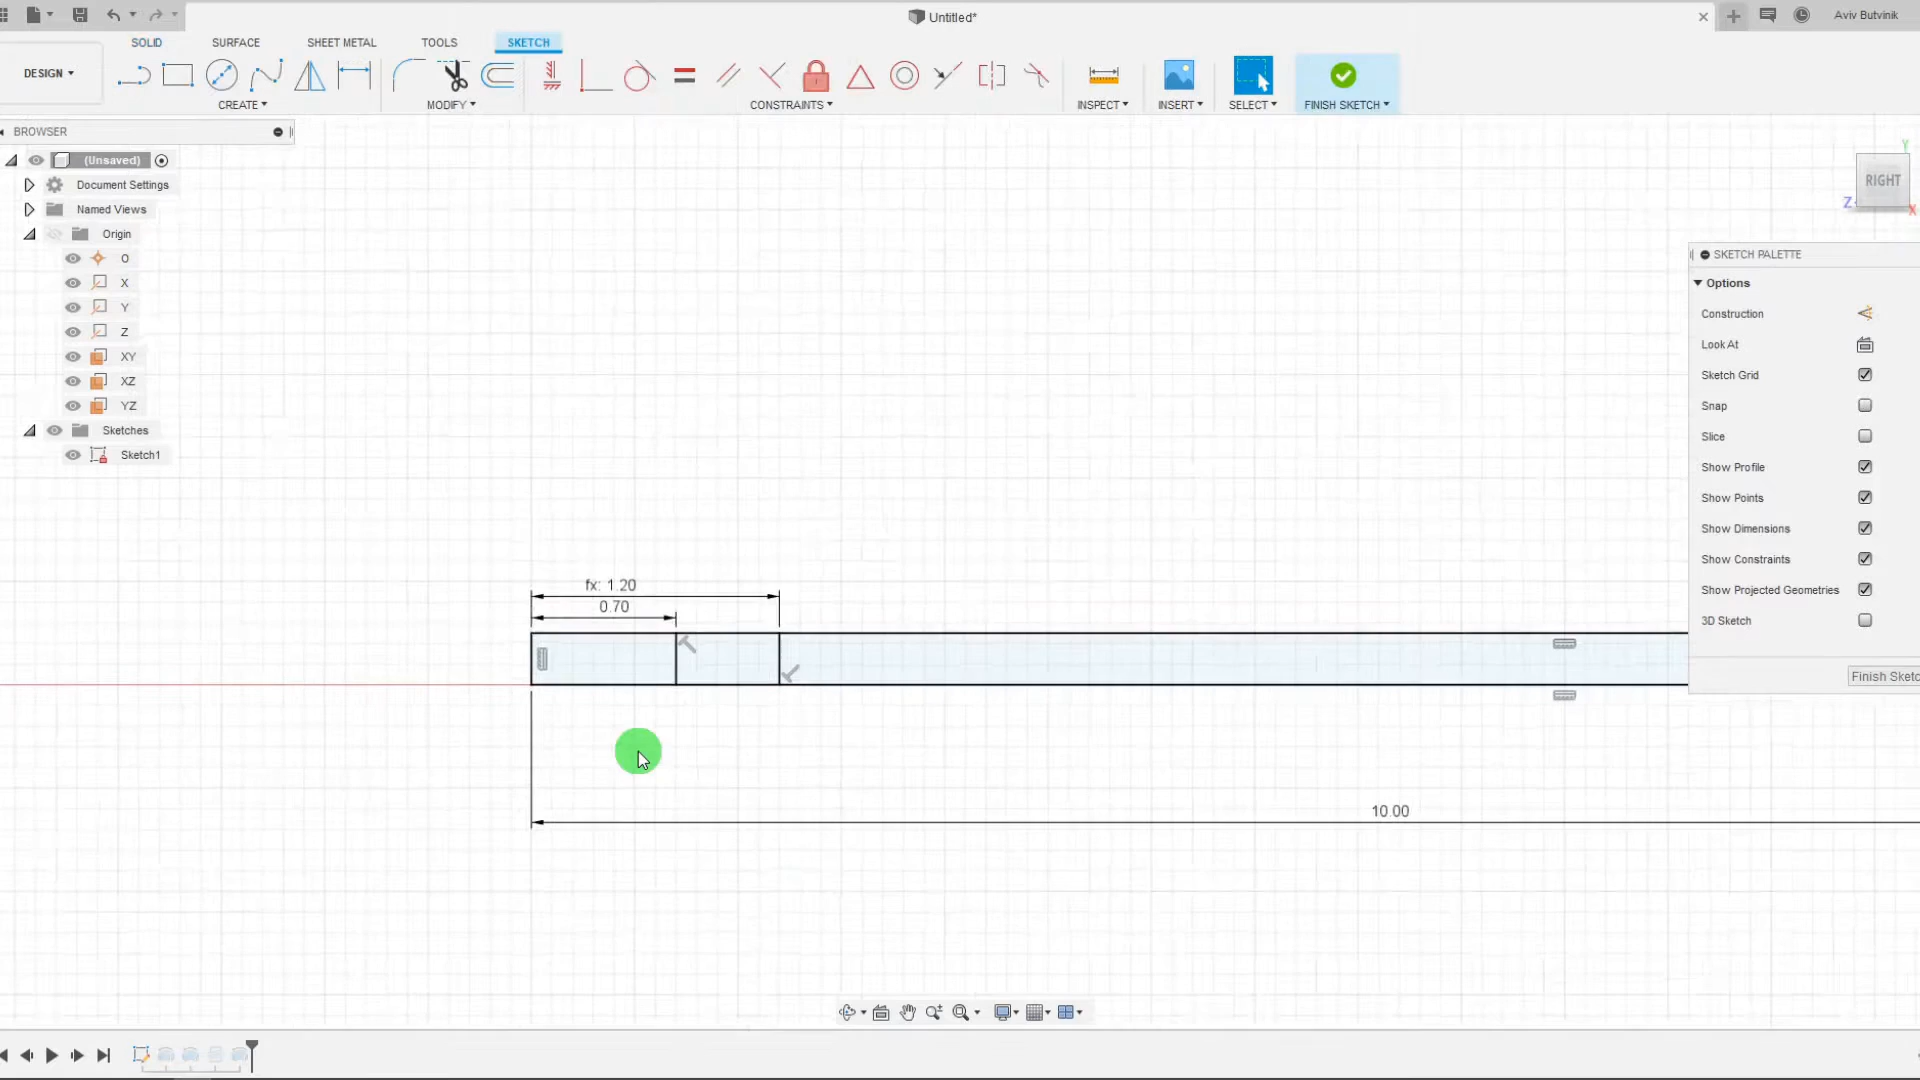 Untitled*
Aviv Butvinik
SOLID
SURFACE
SHEET METAL
TOOLS
SKETCH
DESIGN
CREATE
MODIFY
CONSTRAINTS
INSPECT
INSERT
SELECT
FINISH SKETCH
BROWSER
(Unsaved)
Document Settings
Named Views
Origin
O
X
Y
Z
XY
XZ
YZ
Sketches
Sketch1
Y
RIGHT
Z
X
SKETCH PALETTE
Options
Construction
Look At
Sketch Grid
Snap
Slice
Show Profile
Show Points
Show Dimensions
Show Constraints
Show Projected Geometries
3D Sketch
Finish Sketc
fx: 1.20
0.70
10.00